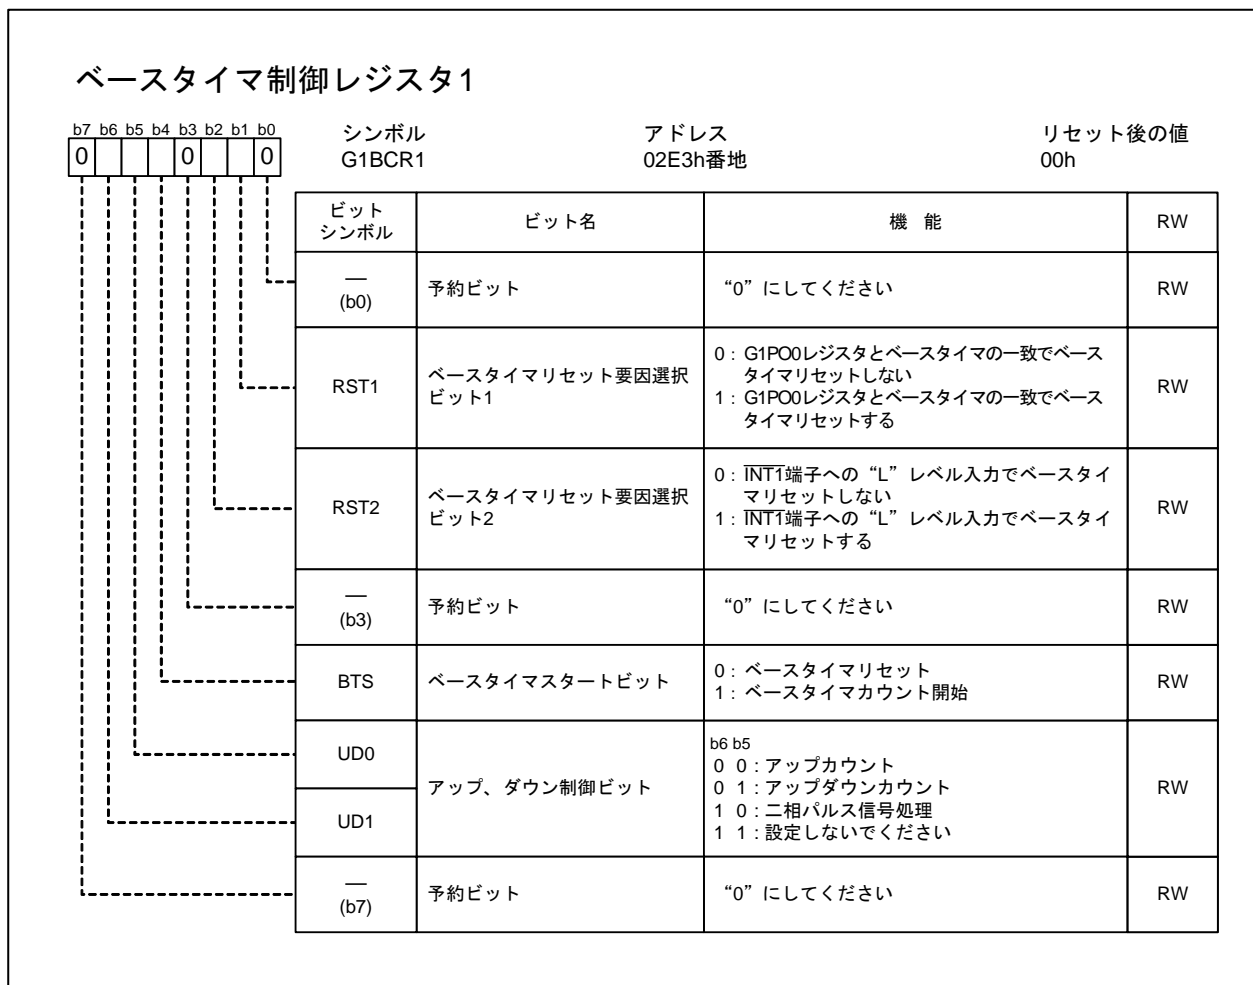 ベースタイマ制御レジスタ1
b7 b6 b5 b4 b3 b2 b1 b0
0 0 0
シンボル アドレス リセット後の値
G1BCR1 02E3h番地 00h
ビット
シンボル
ビット名
機 能
RW
—
(b0)
予約ビット
“0”にしてください
RW
RST1
ベースタイマリセット要因選択
ビット1
0: G1PO0レジスタとベースタイマの一致でベース
タイマリセットしない
1: G1PO0レジスタとベースタイマの一致でベース
タイマリセットする
RW
RST2
ベースタイマリセット要因選択
ビット2
0: INT1端子への“L”レベル入力でベースタイ
マリセットしない
1: INT1端子への“L”レベル入力でベースタイ
マリセットする
RW
—
(b3)
予約ビット
“0”にしてください
RW
BTS
ベースタイマスタートビット
0: ベースタイマリセット
1: ベースタイマカウント開始
RW
UD0
UD1
アップ、ダウン制御ビット
b6 b5
0 0:アップカウント
0 1:アップダウンカウント
1 0:二相パルス信号処理
1 1:設定しないでください
RW
—
(b7)
予約ビット
“0”にしてください
RW